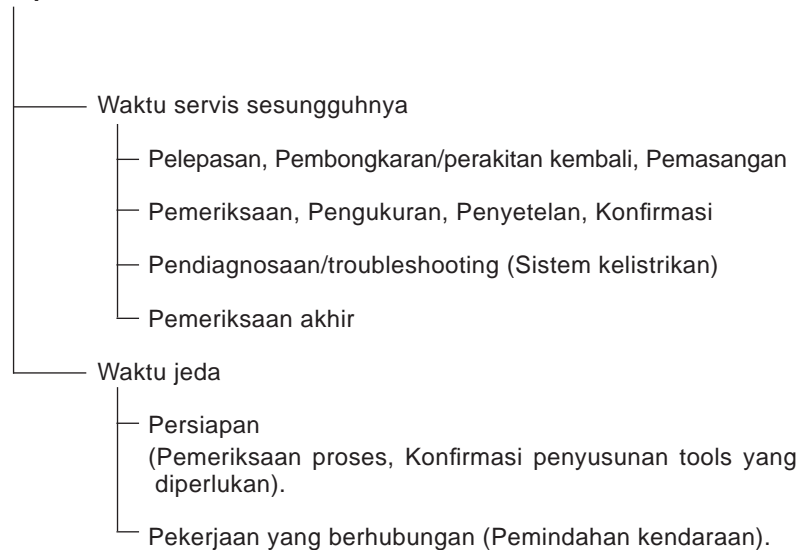 Waktu servis sesungguhnya
Pelepasan, Pembongkaran/perakitan kembali, Pemasangan
Pemeriksaan, Pengukuran, Penyetelan, Konfirmasi
Pendiagnosaan/troubleshooting (Sistem kelistrikan)
Pemeriksaan akhir
Waktu jeda
Persiapan
(Pemeriksaan proses, Konfirmasi penyusunan tools yang
diperlukan).
Pekerjaan yang berhubungan (Pemindahan kendaraan).